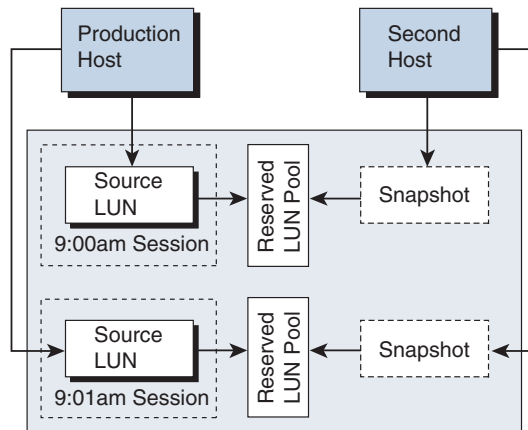 Production
Host
Second
Host
Source
LUN
9:00am Session
Reserved
LUN Pool
Snapshot
Source
LUN
9:01am Session
Reserved
LUN Pool
Snapshot